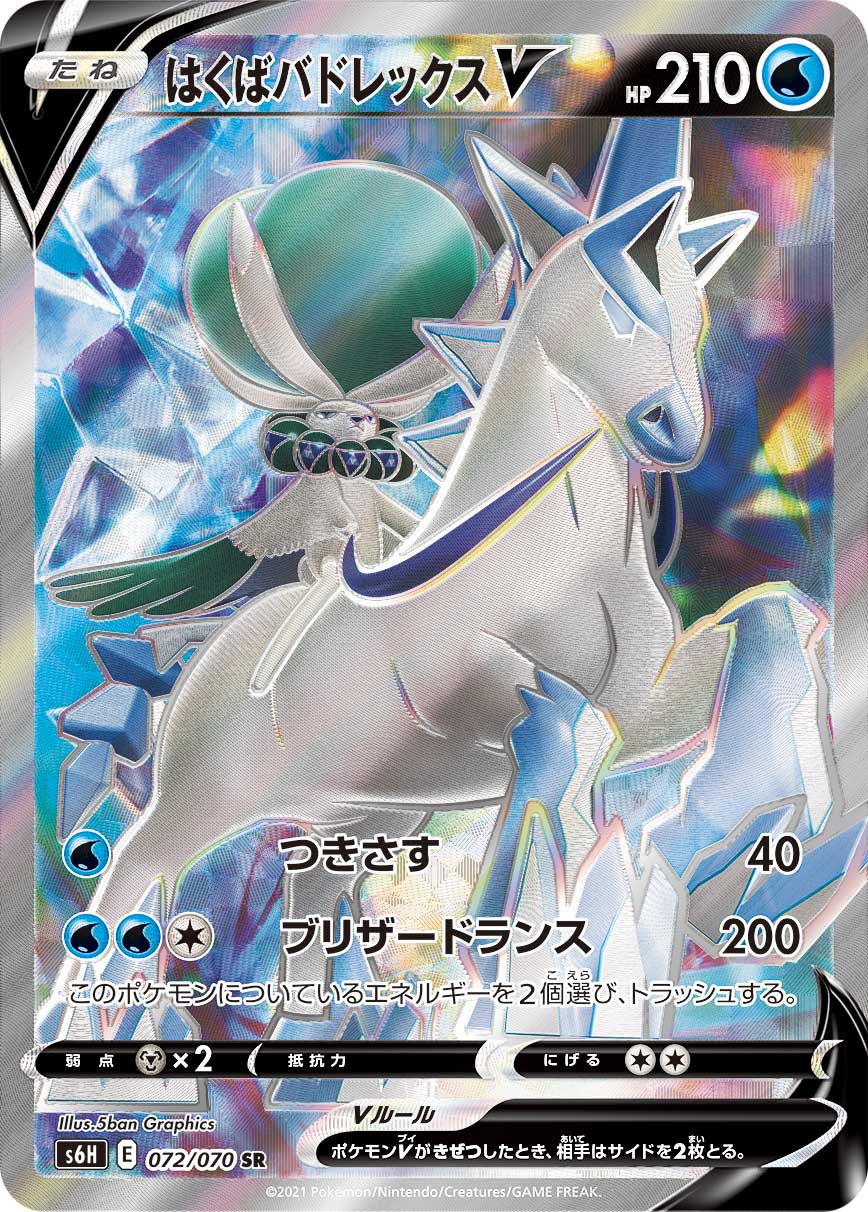 たね はくばバドレックスV HP210
つきさす 40
ブリザードランス 200
このポケモンについているエネルギーを2個選び、トラッシュする。
弱点 ×2 抵抗力 にげる
Illus.5ban Graphics
Vルール
ポケモンVがきぜつしたとき、相手はサイドを2枚とる。
s6H E 072/070 SR
©2021 Pokémon/Nintendo/Creatures/GAME FREAK.